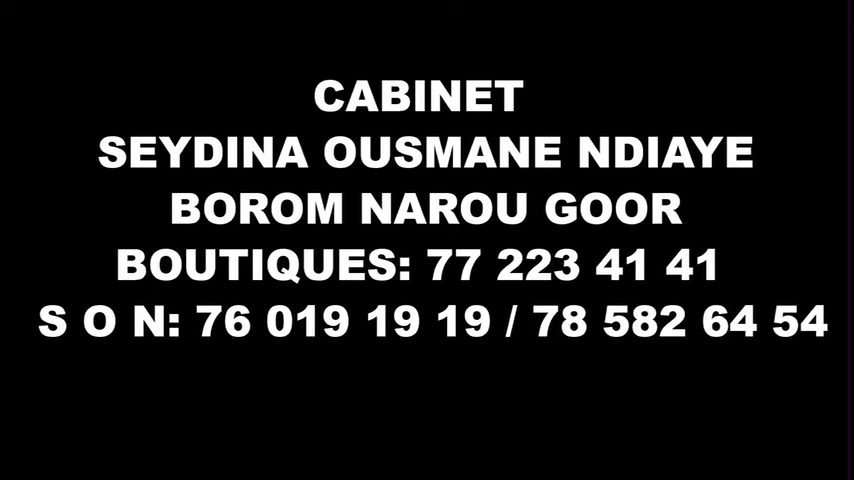 CABINET
SEYDINA OUSMANE NDIAYE
BOROM NAROU GOOR
BOUTIQUES: 77 223 41 41
S O N: 76 019 19 19 / 78 582 64 54